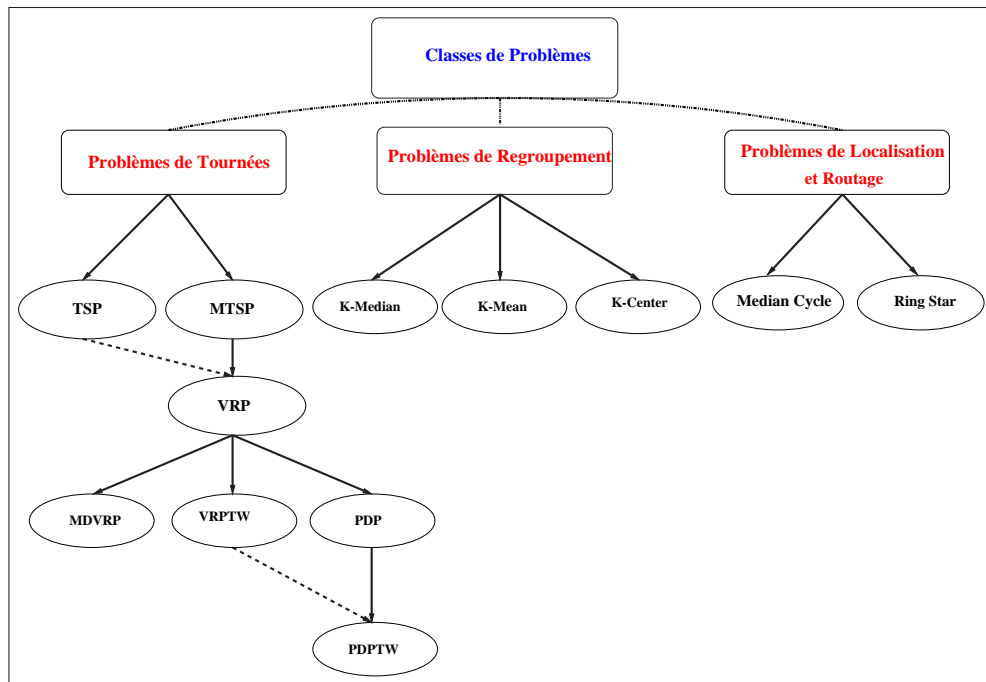 Classes de Problèmes
Problèmes de Tournées
Problèmes de Regroupement
Problèmes de Localisation
et Routage
TSP
MTSP
K-Median
K-Mean
K-Center
Median Cycle
Ring Star
VRP
MDVRP
VRPTW
PDP
PDPTW